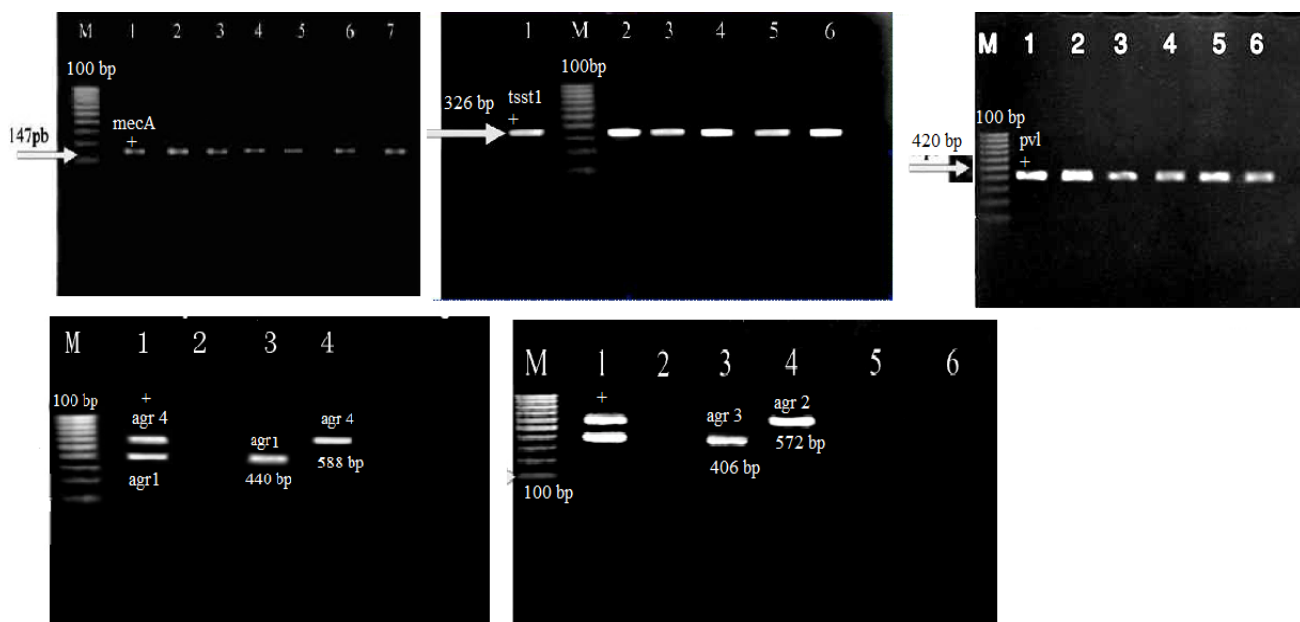 M 1 2 3 4 5 6 7
100 bp
mecA
+
147pb
1 M 2 3 4 5 6
100bp
tsst1
326 bp
+
M 1 2 3 4 5 6
100 bp
pvl
420 bp
+
M 1 2 3 4
100 bp +
agr 4 agr 4
agr1
588 bp
agr1 440 bp
M 1 2 3 4 5 6
+
agr 3 agr 2
572 bp
406 bp
100 bp